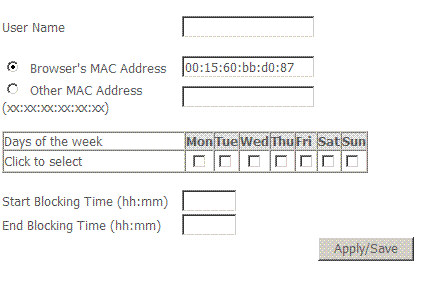 User Name
Browser's MAC Address 00:15:60:bb:d0:87
Other MAC Address
(xx:xx:xx:xx:xx:xx)
Days of the week Mon Tue Wed Thu Fri Sat Sun
Click to select
Start Blocking Time (hh:mm)
End Blocking Time (hh:mm)
Apply/Save